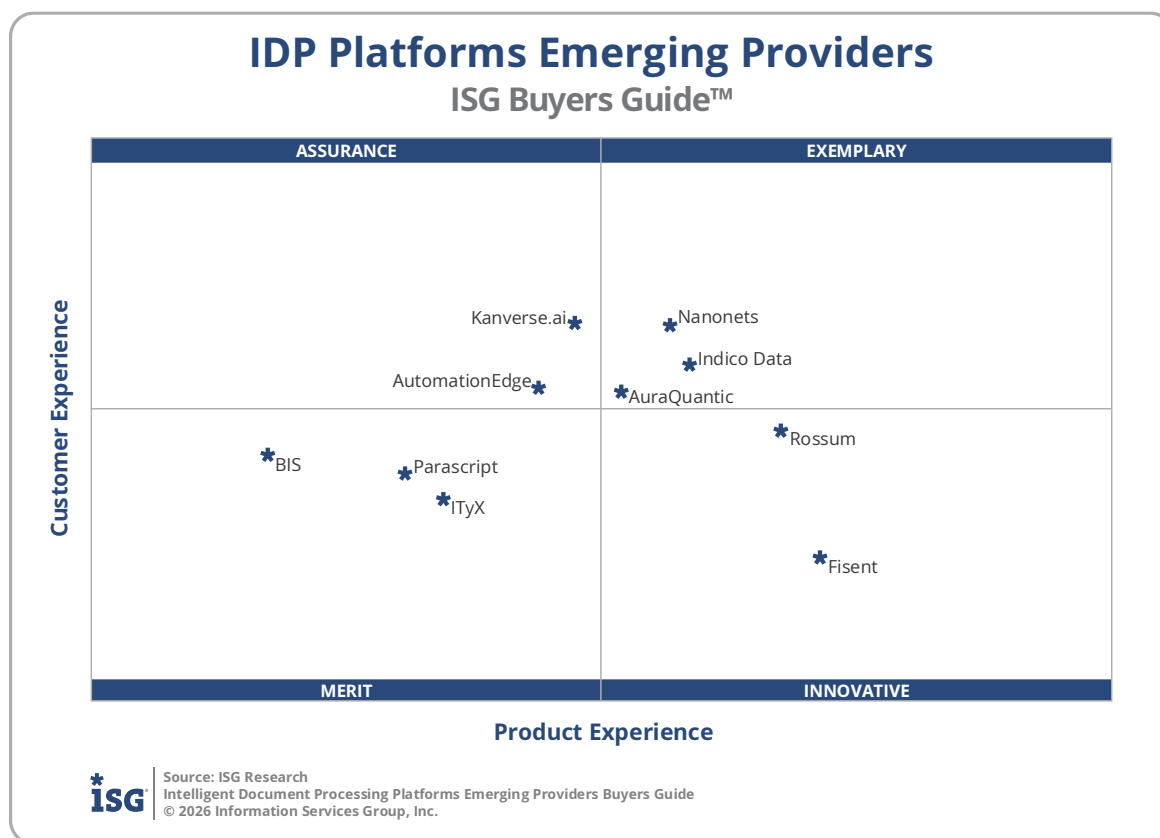 IDP Platforms Emerging Providers
ISG Buyers Guide™
ASSURANCE
EXEMPLARY
Kanverse.ai
Nanonets
Indico Data
AutomationEdge
AuraQuantic
Customer Experience
Rossum
BIS
Parascript
ITyX
Fisent
MERIT
INNOVATIVE
Product Experience
ISG
Source: ISG Research
Intelligent Document Processing Platforms Emerging Providers Buyers Guide
© 2026 Information Services Group, Inc.